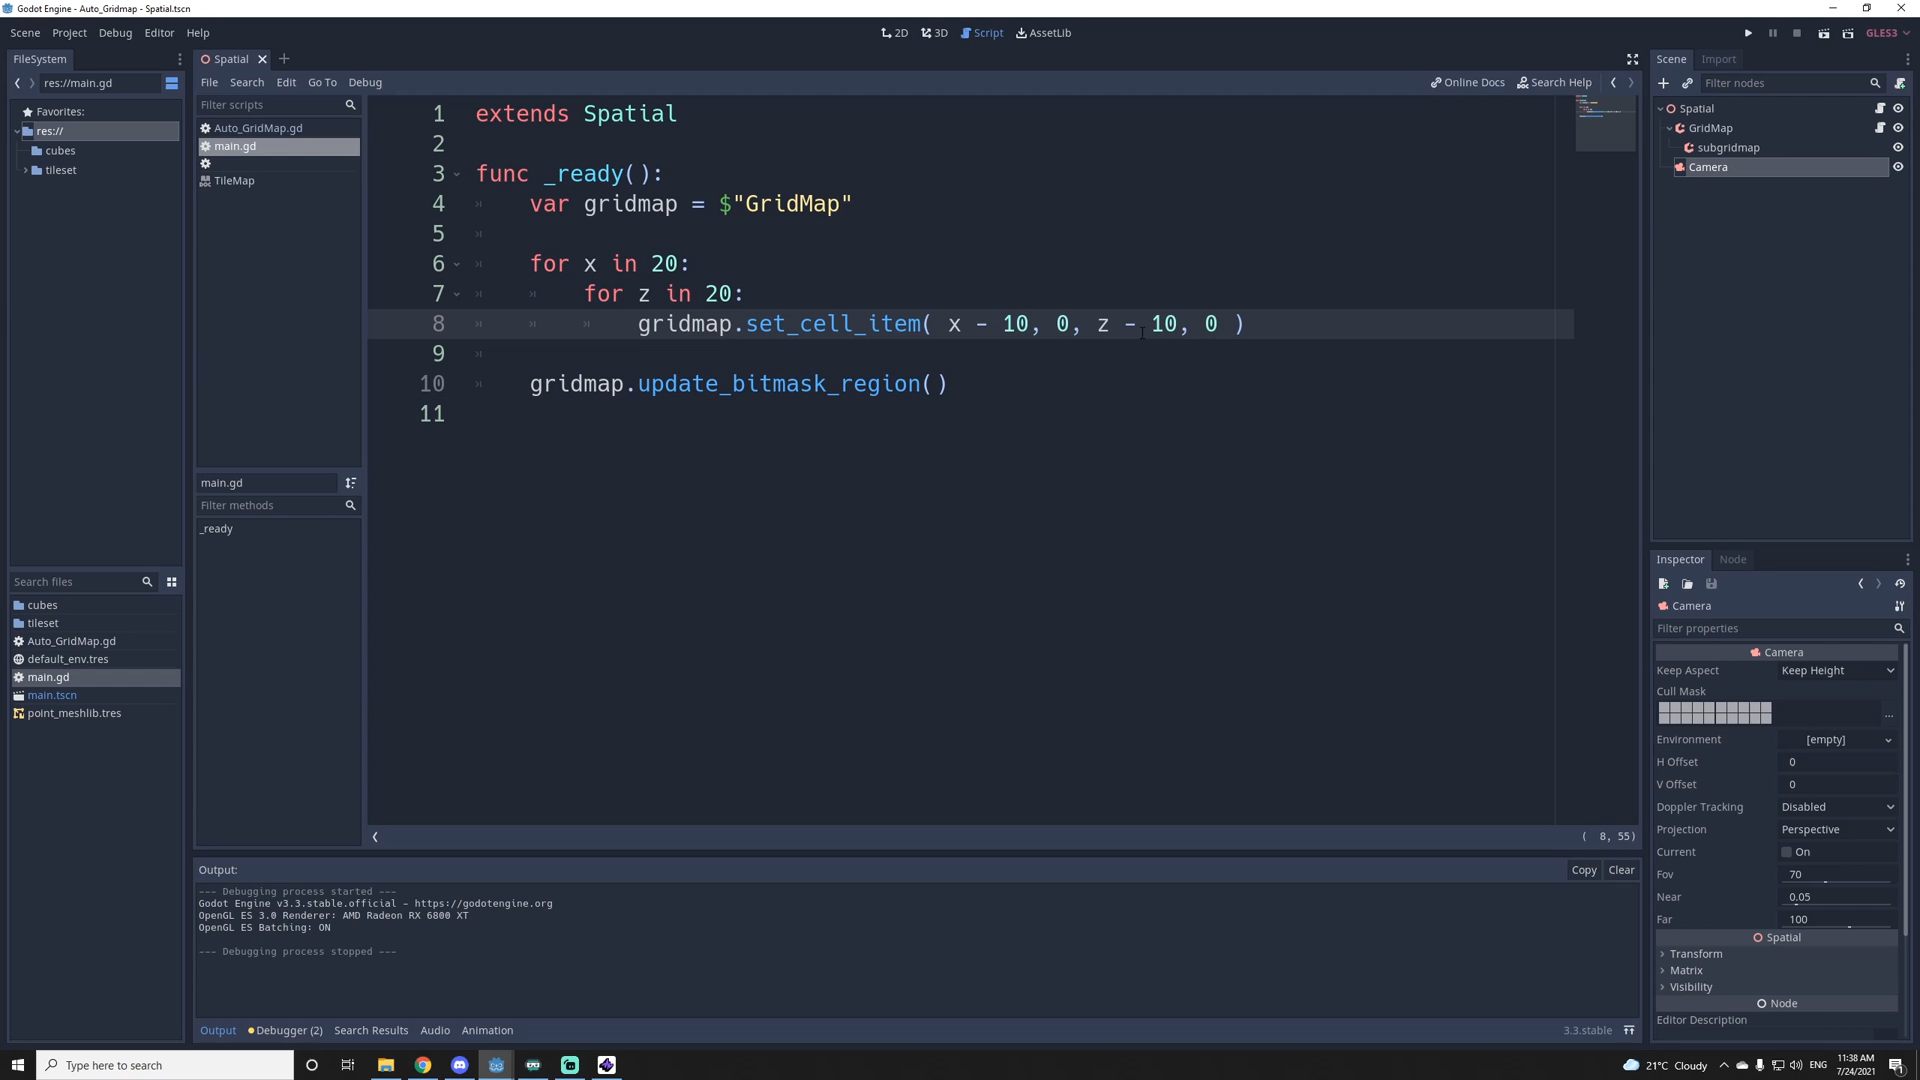 Godot Engine - Auto_Gridmap - Spatial.tscn
Scene Project Debug Editor Help
2D 3D Script AssetLib
GLES3
FileSystem
res://main.gd
Favorites:
res://
cubes
tileset
Search files
cubes
tileset
Auto_GridMap.gd
default_env.tres
main.gd
main.tscn
point_meshlib.tres
Spatial
File Search Edit Go To Debug
Online Docs Search Help
Filter scripts
Auto_GridMap.gd
main.gd
TileMap
main.gd
Filter methods
_ready
1 extends Spatial
2
3 func _ready():
4 var gridmap = $"GridMap"
5
6 for x in 20:
7 for z in 20:
8 gridmap.set_cell_item( x - 10, 0, z - 10, 0 )
9
10 gridmap.update_bitmask_region()
11
( 8, 55)
Output:
Copy Clear
--- Debugging process started ---
Godot Engine v3.3.stable.official - https://godotengine.org
OpenGL ES 3.0 Renderer: AMD Radeon RX 6800 XT
OpenGL ES Batching: ON
--- Debugging process stopped ---
Output Debugger (2) Search Results Audio Animation
3.3.stable
Scene Import
Filter nodes
Spatial
GridMap
subgridmap
Camera
Inspector Node
Camera
Filter properties
Camera
Keep Aspect Keep Height
Cull Mask
...
Environment [empty]
H Offset 0
V Offset 0
Doppler Tracking Disabled
Projection Perspective
Current On
Fov 70
Near 0.05
Far 100
Spatial
Transform
Matrix
Visibility
Node
Editor Description
Type here to search
21°C Cloudy
ENG
11:38 AM
7/24/2021